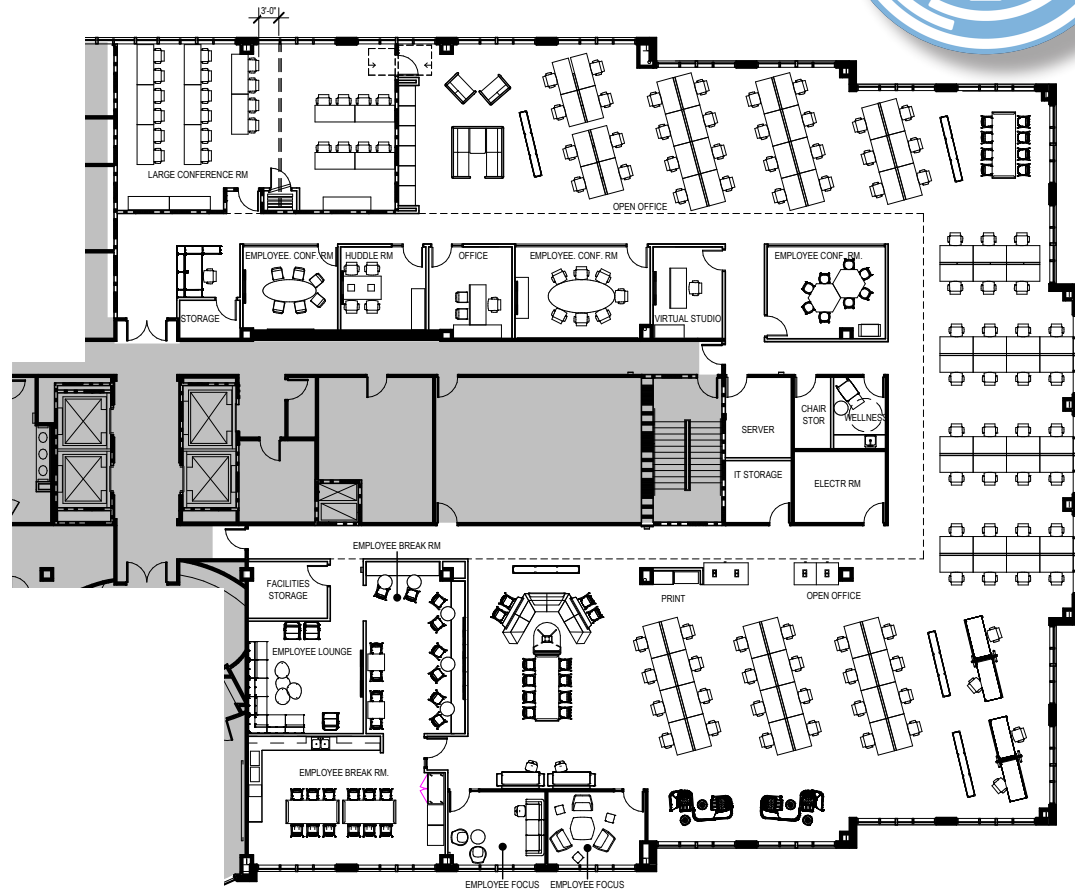 3'-0"
LARGE CONFERENCE RM
OPEN OFFICE
EMPLOYEE. CONF. RM
HUDDLE RM
OFFICE
EMPLOYEE. CONF. RM
EMPLOYEE CONF. RM.
STORAGE
VIRTUAL STUDIO
CHAIR
STOR
WELLNESS
SERVER
IT STORAGE
ELECTR RM
EMPLOYEE BREAK RM
FACILITIES
STORAGE
PRINT
OPEN OFFICE
EMPLOYEE LOUNGE
EMPLOYEE BREAK RM.
EMPLOYEE FOCUS
EMPLOYEE FOCUS